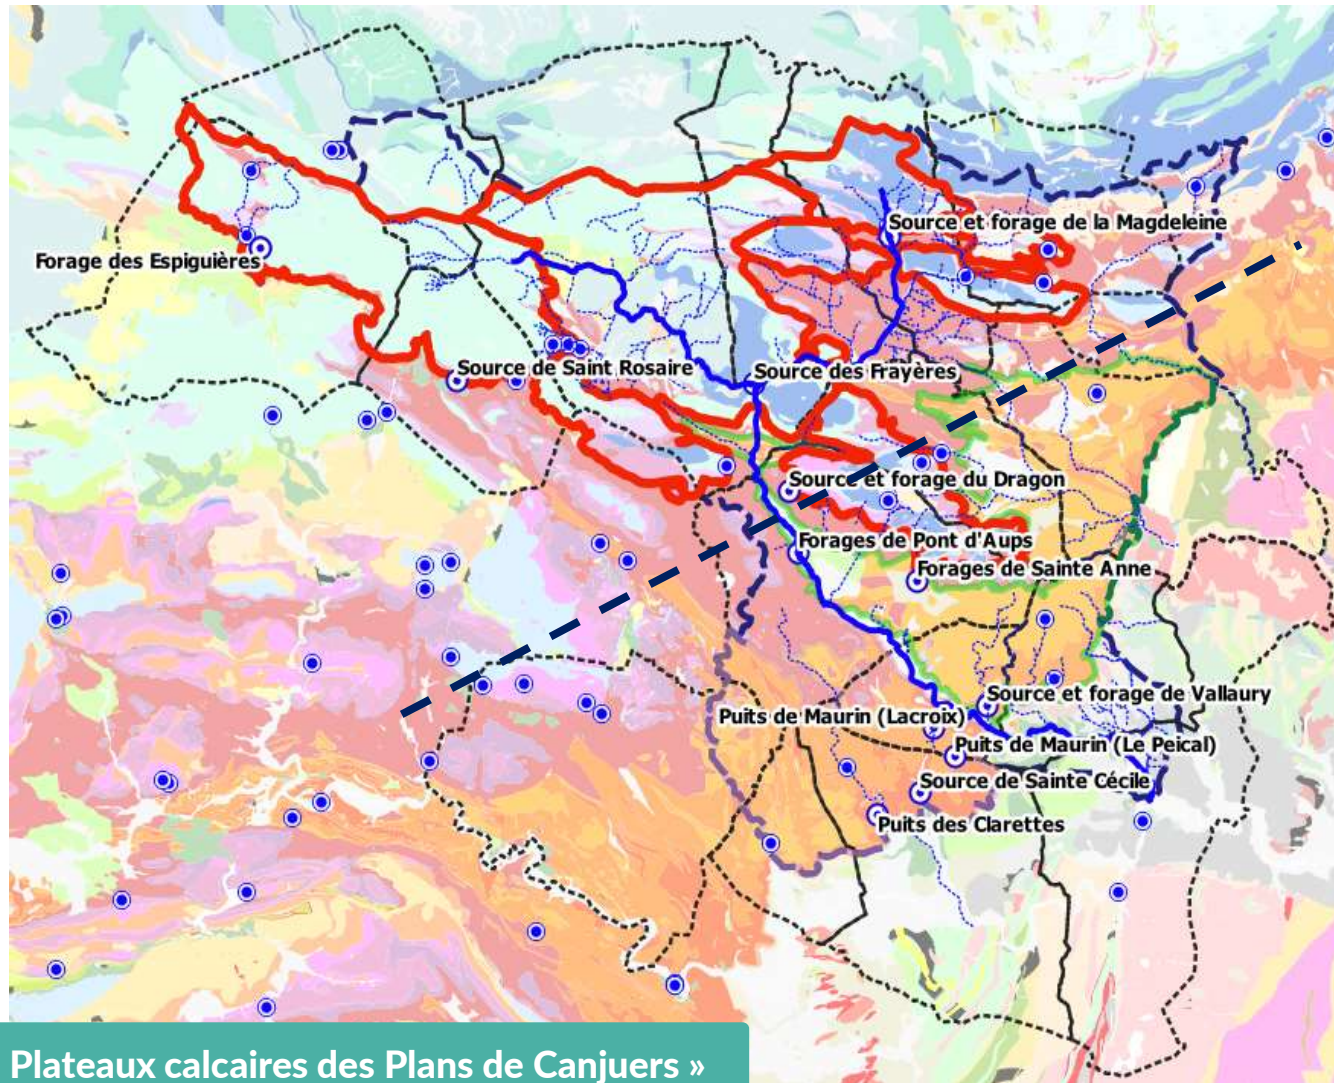 Source et forage de la Magdeleine
Forage des Espiguières
Source de Saint Rosaire
Source des Frayères
Source et forage du Dragon
Forages de Pont d'Aups
Forages de Sainte Anne
Source et forage de Vallaury
Puits de Maurin (Lacroix)
Puits de Maurin (Le Peical)
Source de Sainte Cécile
Puits des Clarettes
Plateaux calcaires des Plans de Canjuers »